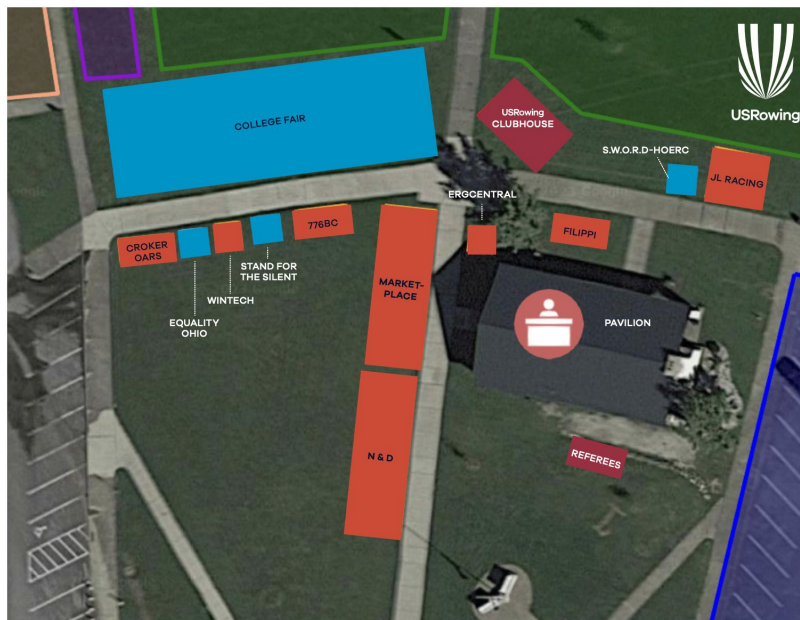 USRowing
COLLEGE FAIR
USRowing
CLUBHOUSE
S.W.O.R.D-HOERC
JL RACING
ERGCENTRAL
776BC
FILIPPI
CROKER
OARS
STAND FOR
THE SILENT
WINTECH
EQUALITY
OHIO
MARKET-
PLACE
PAVILION
N & D
REFEREES